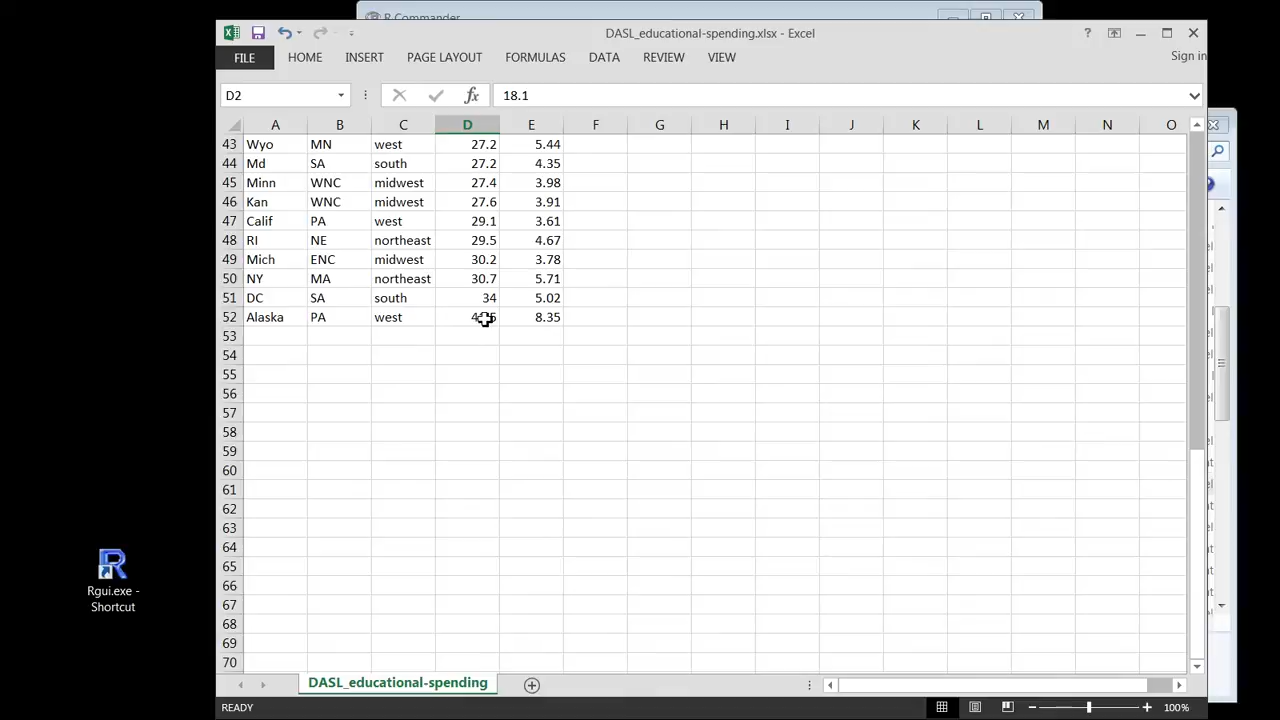 R Commander
DASL_educational-spending.xlsx - Excel
?
FILE HOME INSERT PAGE LAYOUT FORMULAS DATA REVIEW VIEW Sign in
D2 fx 18.1
A B C D E F G H I J K L M N O
43 Wyo MN west 27.2 5.44
44 Md SA south 27.2 4.35
45 Minn WNC midwest 27.4 3.98
46 Kan WNC midwest 27.6 3.91
47 Calif PA west 29.1 3.61
48 RI NE northeast 29.5 4.67
49 Mich ENC midwest 30.2 3.78
50 NY MA northeast 30.7 5.71
51 DC SA south 34 5.02
52 Alaska PA west 8.35
53
54
55
56
57
58
59
60
61
62
63
64
65
66
67
68
69
70
Rgui.exe -
Shortcut
DASL_educational-spending
READY 100%